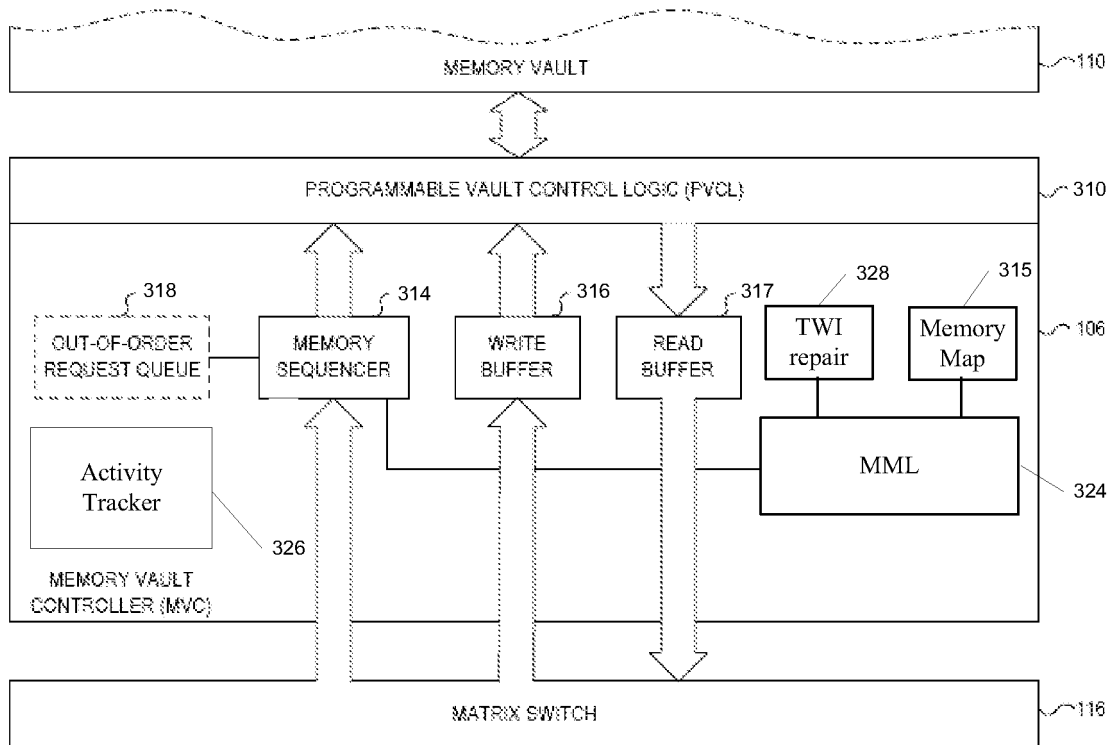 MEMORY VAULT
110
PROGRAMMABLE VAULT CONTROL LOGIC (PVCL)
310
318
314
316
317
328
315
OUT-OF-ORDER
REQUEST QUEUE
MEMORY
SEQUENCER
WRITE
BUFFER
READ
BUFFER
TWI
repair
Memory
Map
106
Activity
Tracker
MML
324
326
MEMORY VAULT
CONTROLLER (MVC)
MATRIX SWITCH
116